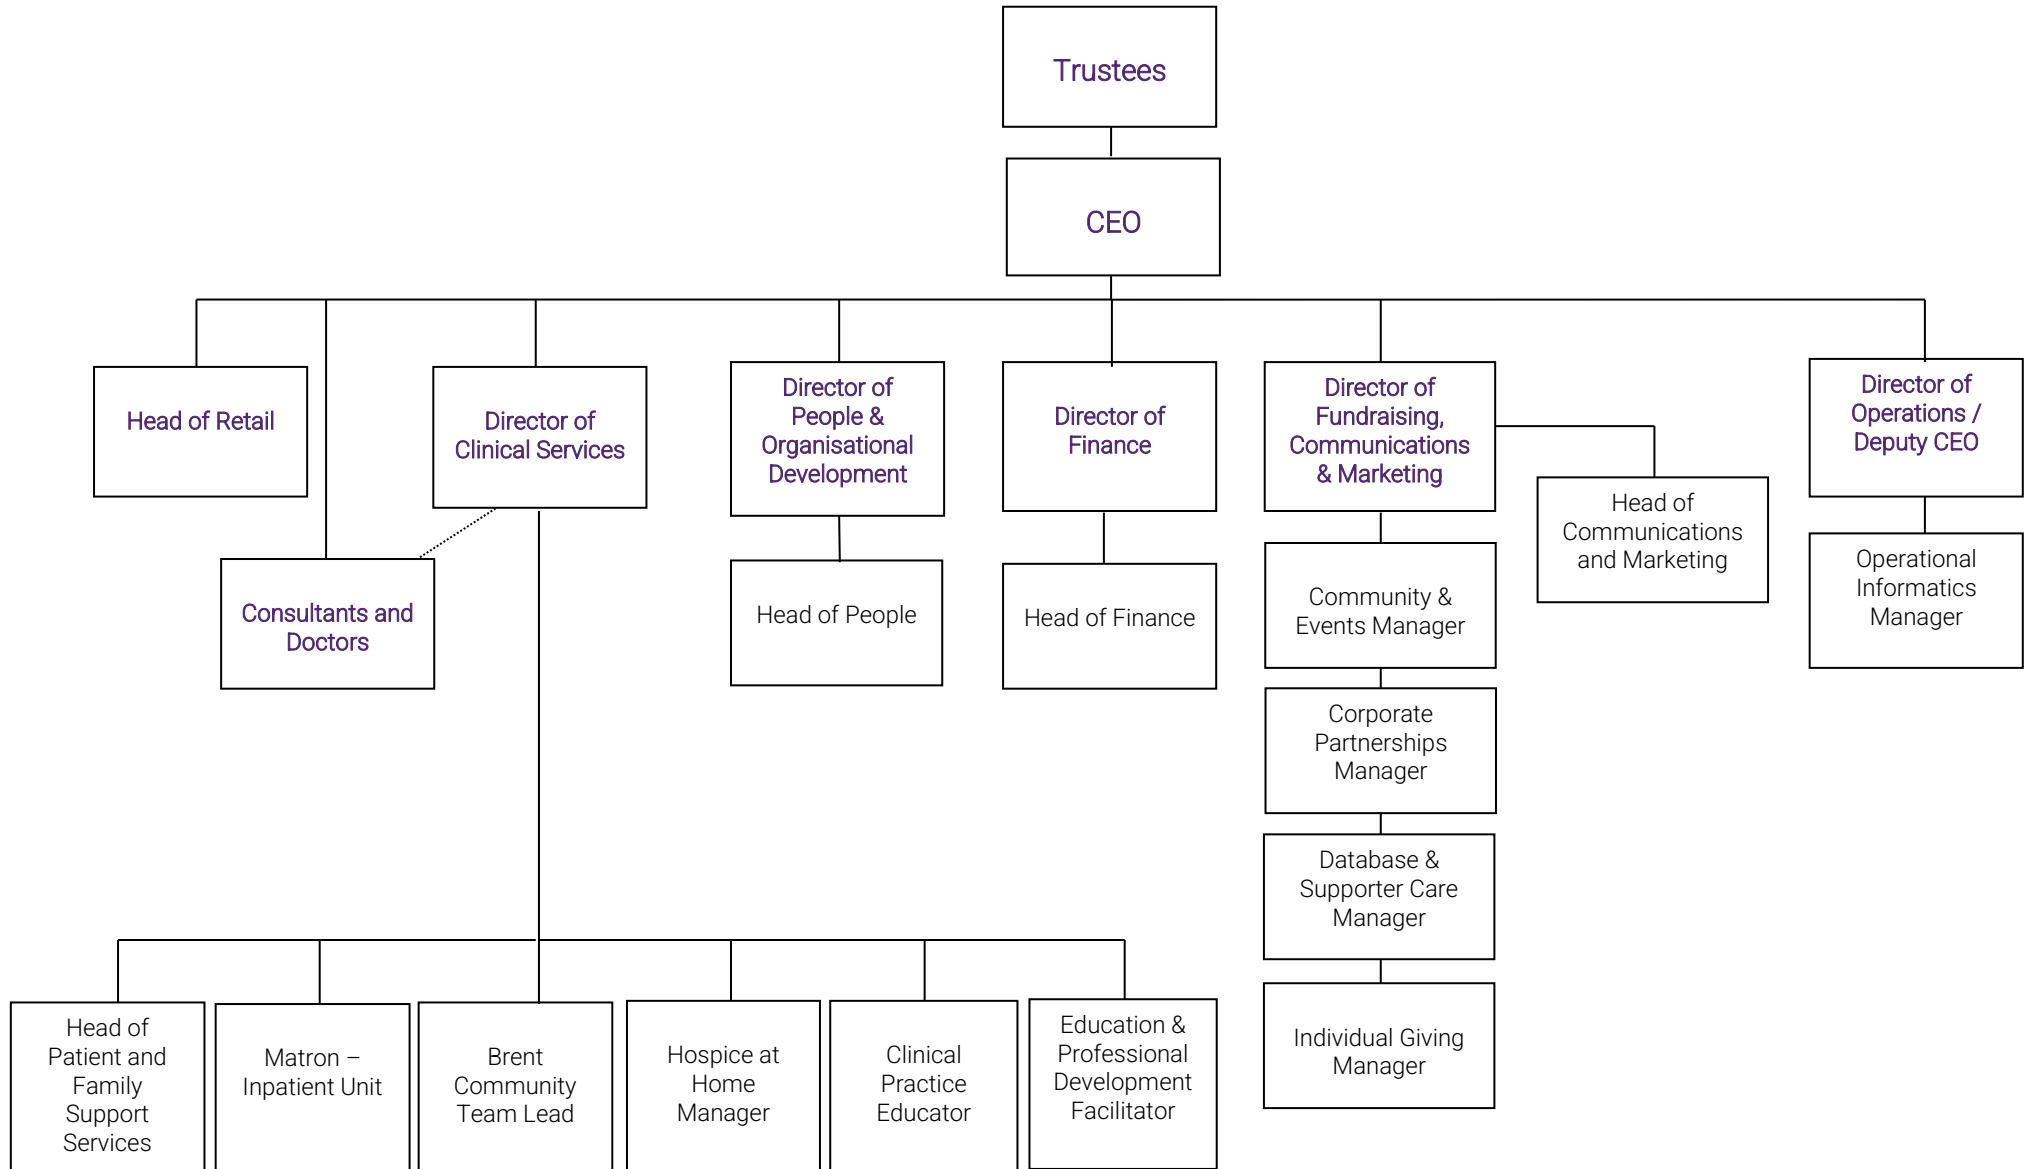 Trustees
CEO
Head of Retail
Director of
Clinical Services
Director of
People &
Organisational
Development
Director of
Finance
Director of
Fundraising,
Communications
& Marketing
Director of
Operations /
Deputy CEO
Consultants and
Doctors
Head of People
Head of Finance
Head of
Communications
and Marketing
Operational
Informatics
Manager
Community &
Events Manager
Corporate
Partnerships
Manager
Database &
Supporter Care
Manager
Individual Giving
Manager
Head of
Patient and
Family
Support
Services
Matron –
Inpatient Unit
Brent
Community
Team Lead
Hospice at
Home
Manager
Clinical
Practice
Educator
Education &
Professional
Development
Facilitator